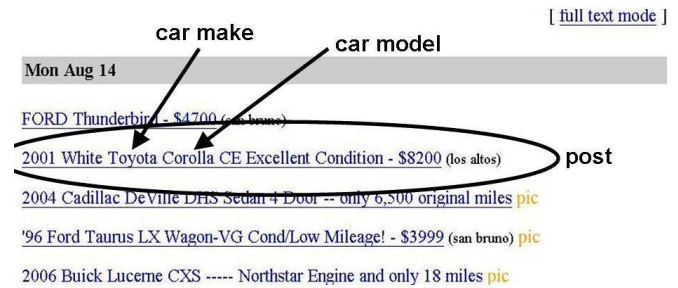 [ full text mode ]
car make
car model
Mon Aug 14
FORD Thunderbird - $4700 (san bruno)
2001 White Toyota Corolla CE Excellent Condition - $8200 (los altos)
post
2004 Cadillac DeVille DHS Sedan 4 Door -- only 6,500 original miles pic
'96 Ford Taurus LX Wagon-VG Cond/Low Mileage! - $3999 (san bruno) pic
2006 Buick Lucerne CXS ----- Northstar Engine and only 18 miles pic